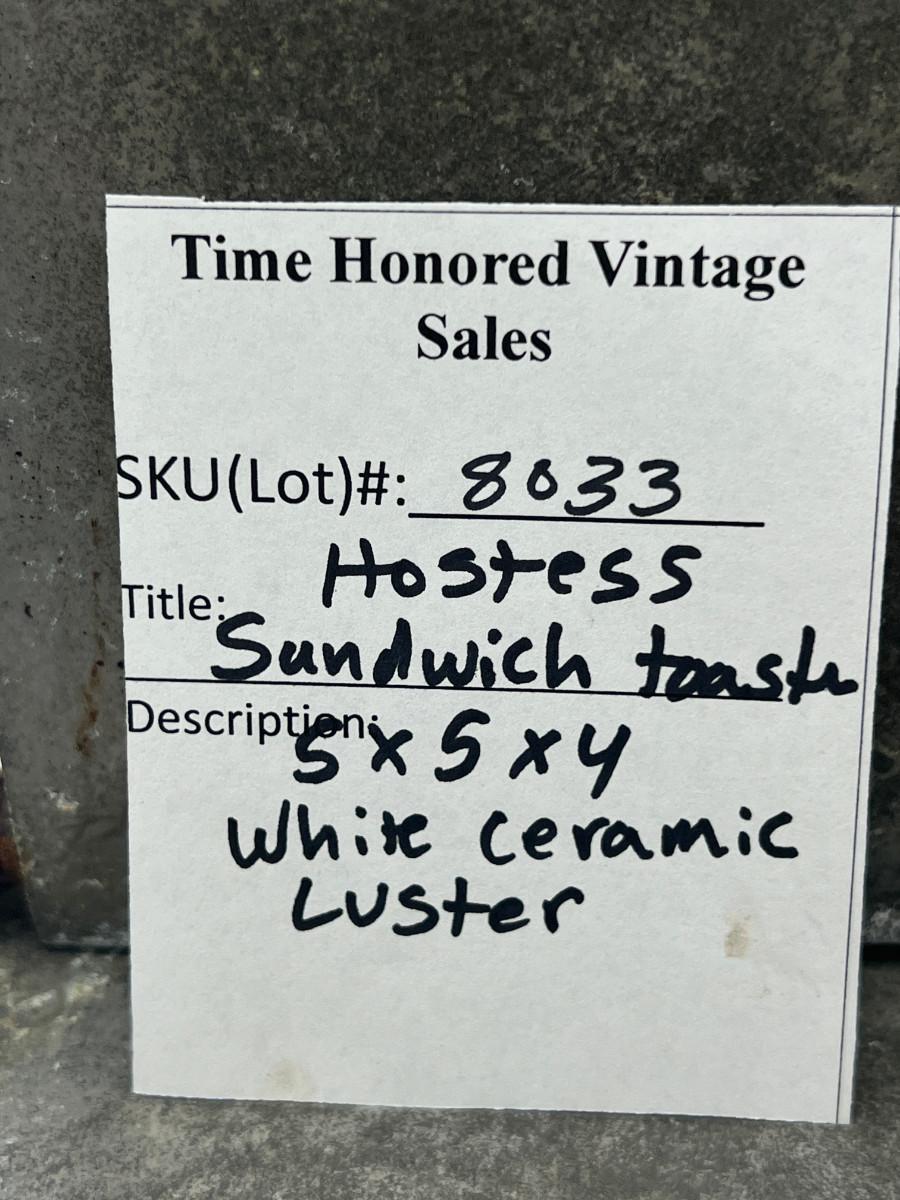 Time Honored Vintage
Sales
SKU(Lot)#: 8033
Hostess
Title:
Sandwich toaster
Description:
5 x 5 x 4
White ceramic
Luster